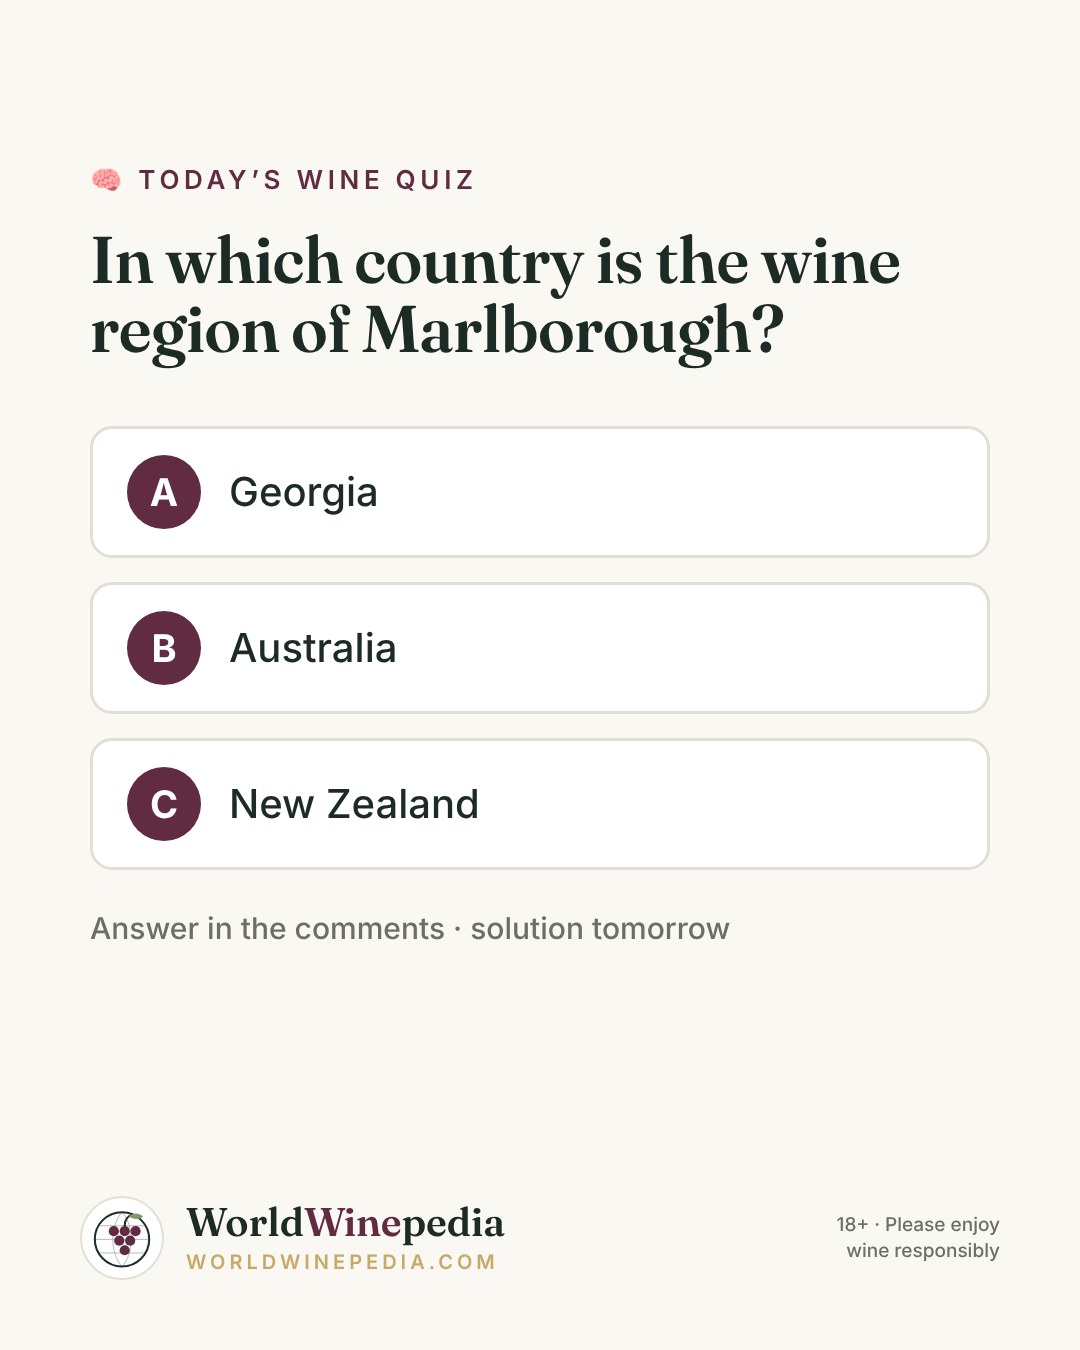 🧠 TODAY’S WINE QUIZ
In which country is the wine
region of Marlborough?
A Georgia
B Australia
C New Zealand
Answer in the comments · solution tomorrow
WorldWinepedia
WORLDWINEPEDIA.COM
18+ · Please enjoy
wine responsibly